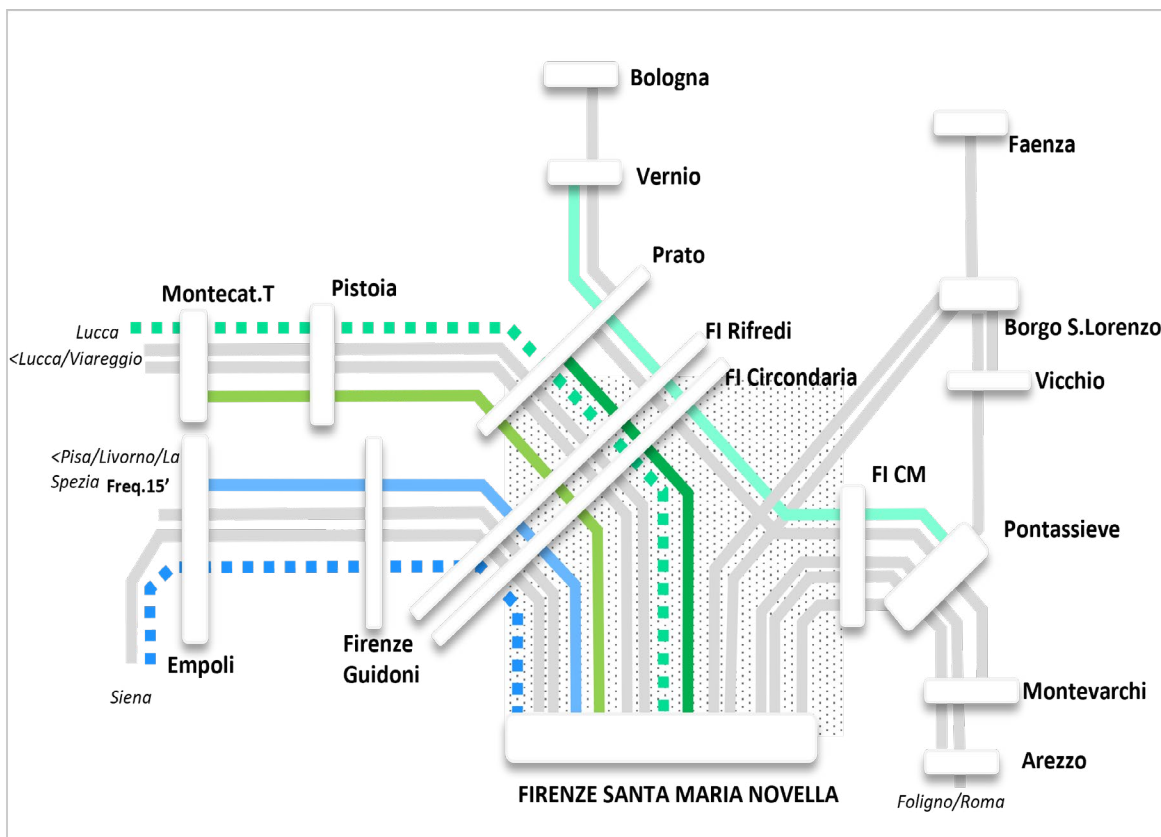 Bologna
Faenza
Vernio
Prato
Montecat.T
Pistoia
Lucca
<Lucca/Viareggio
FI Rifredi
FI Circondaria
Borgo S.Lorenzo
Vicchio
<Pisa/Livorno/La
Spezia Freq.15'
FI CM
Pontassieve
Empoli
Firenze
Guidoni
Siena
Montevarchi
Arezzo
FIRENZE SANTA MARIA NOVELLA
Foligno/Roma